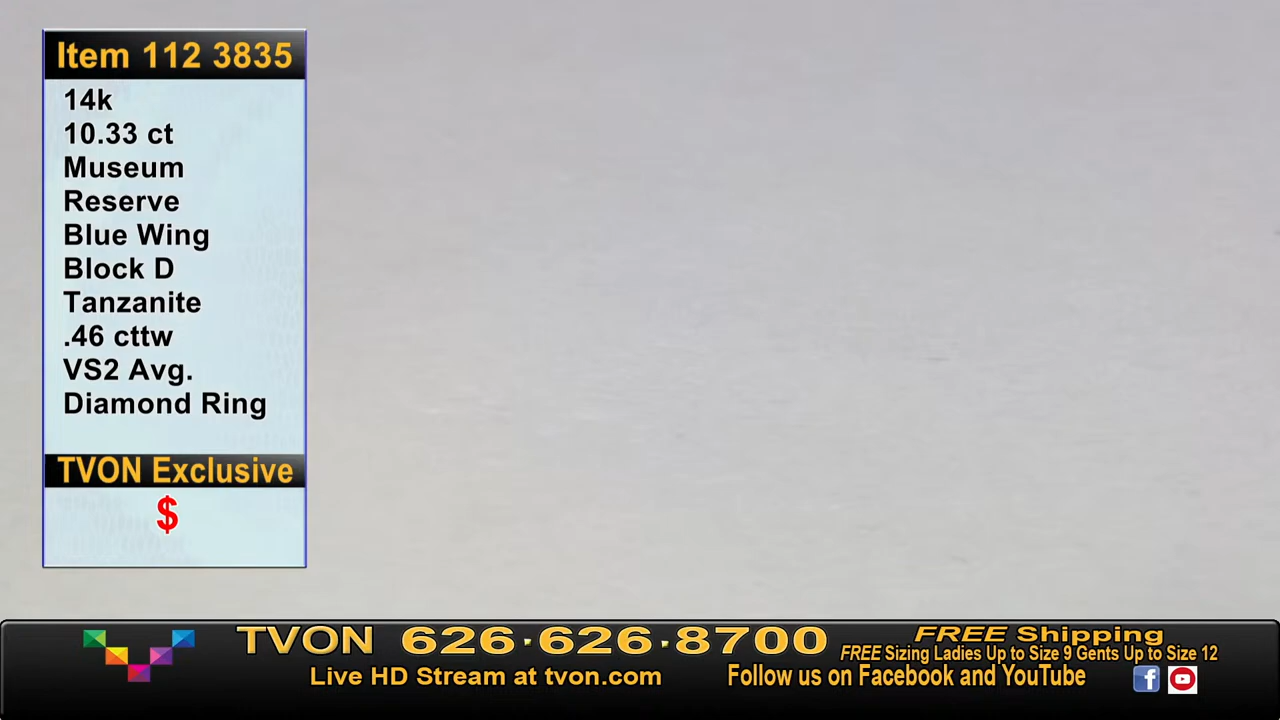 Item 112 3835
14k
10.33 ct
Museum
Reserve
Blue Wing
Block D
Tanzanite
.46 cttw
VS2 Avg.
Diamond Ring
TVON Exclusive
$
TVON 626·626·8700
FREE Shipping
FREE Sizing Ladies Up to Size 9 Gents Up to Size 12
Live HD Stream at tvon.com
Follow us on Facebook and YouTube
f